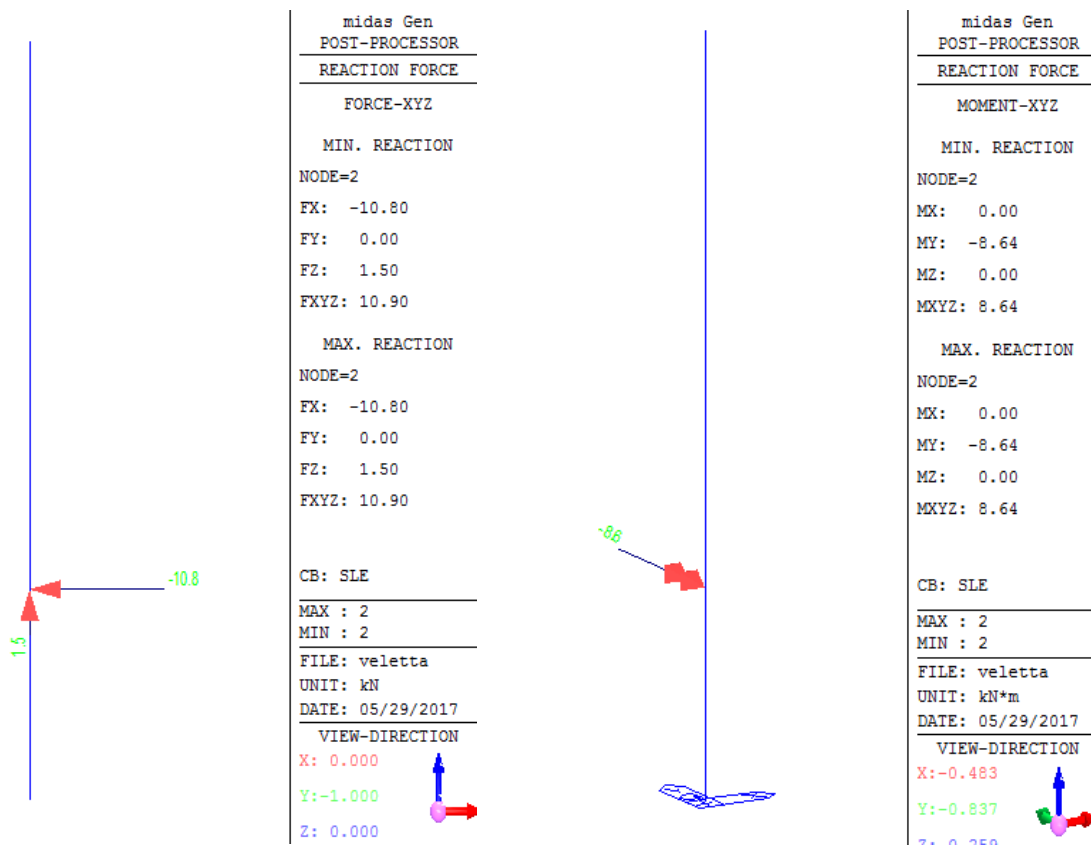 midas Gen
POST-PROCESSOR
REACTION FORCE
FORCE-XYZ
MIN. REACTION
NODE=2
FX: -10.80
FY: 0.00
FZ: 1.50
FXYZ: 10.90
MAX. REACTION
NODE=2
FX: -10.80
FY: 0.00
FZ: 1.50
FXYZ: 10.90
CB: SLE
MAX : 2
MIN : 2
FILE: veletta
UNIT: kN
DATE: 05/29/2017
VIEW-DIRECTION
X: 0.000
Y:-1.000
Z: 0.000
-10.8
1.5
midas Gen
POST-PROCESSOR
REACTION FORCE
MOMENT-XYZ
MIN. REACTION
NODE=2
MX: 0.00
MY: -8.64
MZ: 0.00
MXYZ: 8.64
MAX. REACTION
NODE=2
MX: 0.00
MY: -8.64
MZ: 0.00
MXYZ: 8.64
CB: SLE
MAX : 2
MIN : 2
FILE: veletta
UNIT: kN*m
DATE: 05/29/2017
VIEW-DIRECTION
X:-0.483
Y:-0.837
Z: 0.259
-8.6